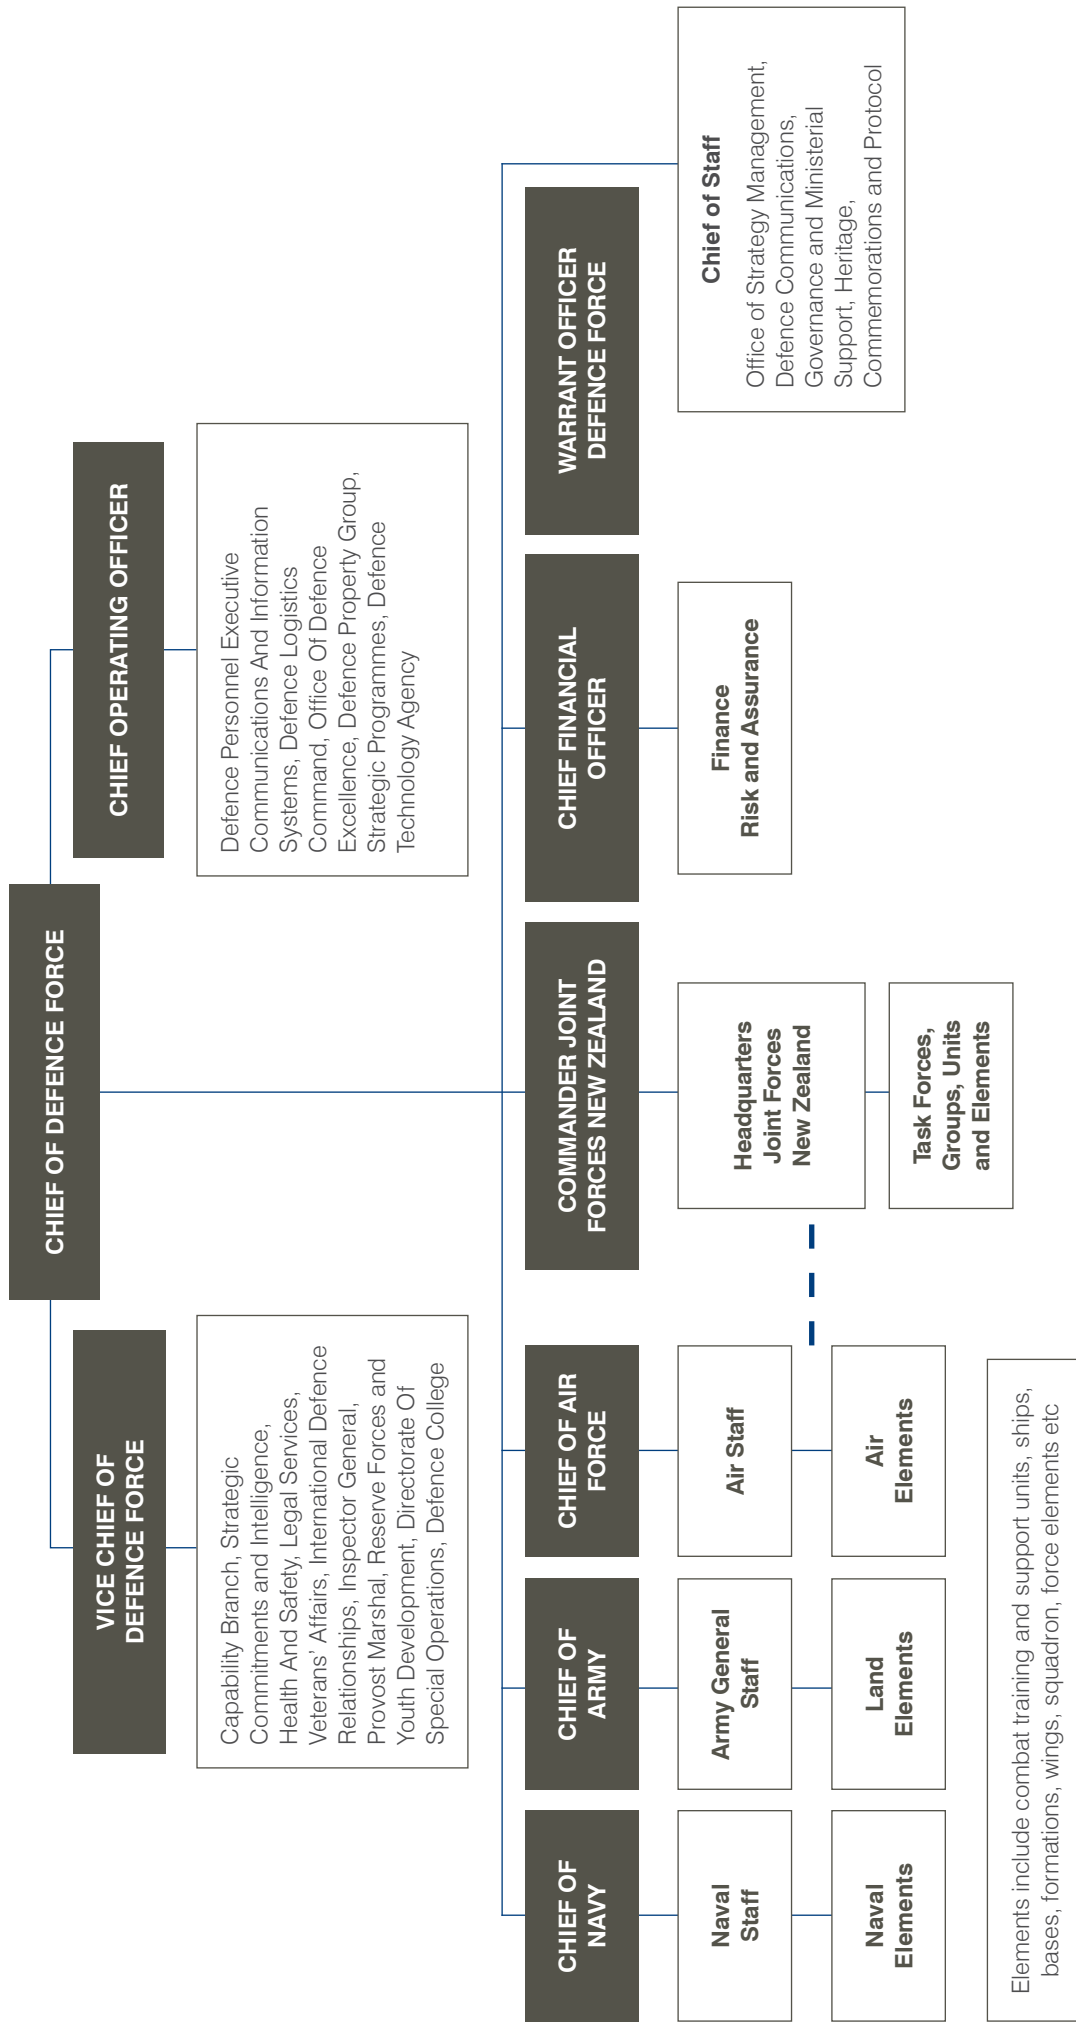 CHIEF OF DEFENCE FORCE
VICE CHIEF OF
DEFENCE FORCE
Capability Branch, Strategic
Commitments and Intelligence,
Health And Safety, Legal Services,
Veterans’ Affairs, International Defence
Relationships, Inspector General,
Provost Marshal, Reserve Forces and
Youth Development, Directorate Of
Special Operations, Defence College
CHIEF OPERATING OFFICER
Defence Personnel Executive
Communications And Information
Systems, Defence Logistics
Command, Office Of Defence
Excellence, Defence Property Group,
Strategic Programmes, Defence
Technology Agency
CHIEF OF
NAVY
Naval
Staff
Naval
Elements
CHIEF OF
ARMY
Army General
Staff
Land
Elements
CHIEF OF AIR
FORCE
Air Staff
Air
Elements
COMMANDER JOINT
FORCES NEW ZEALAND
Headquarters
Joint Forces
New Zealand
Task Forces,
Groups, Units
and Elements
CHIEF FINANCIAL
OFFICER
Finance
Risk and Assurance
WARRANT OFFICER
DEFENCE FORCE
Chief of Staff
Office of Strategy Management,
Defence Communications,
Governance and Ministerial
Support, Heritage,
Commemorations and Protocol
Elements include combat training and support units, ships,
bases, formations, wings, squadron, force elements etc